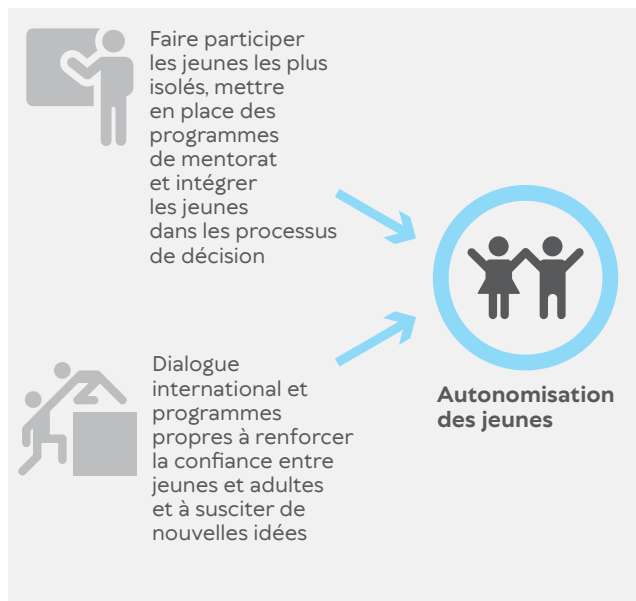 Faire participer
les jeunes les plus
isolés, mettre
en place des
programmes
de mentorat
et intégrer
les jeunes
dans les processus
de décision
Dialogue
international et
programmes
propres à renforcer
la confiance entre
jeunes et adultes
et à susciter de
nouvelles idées
Autonomisation
des jeunes